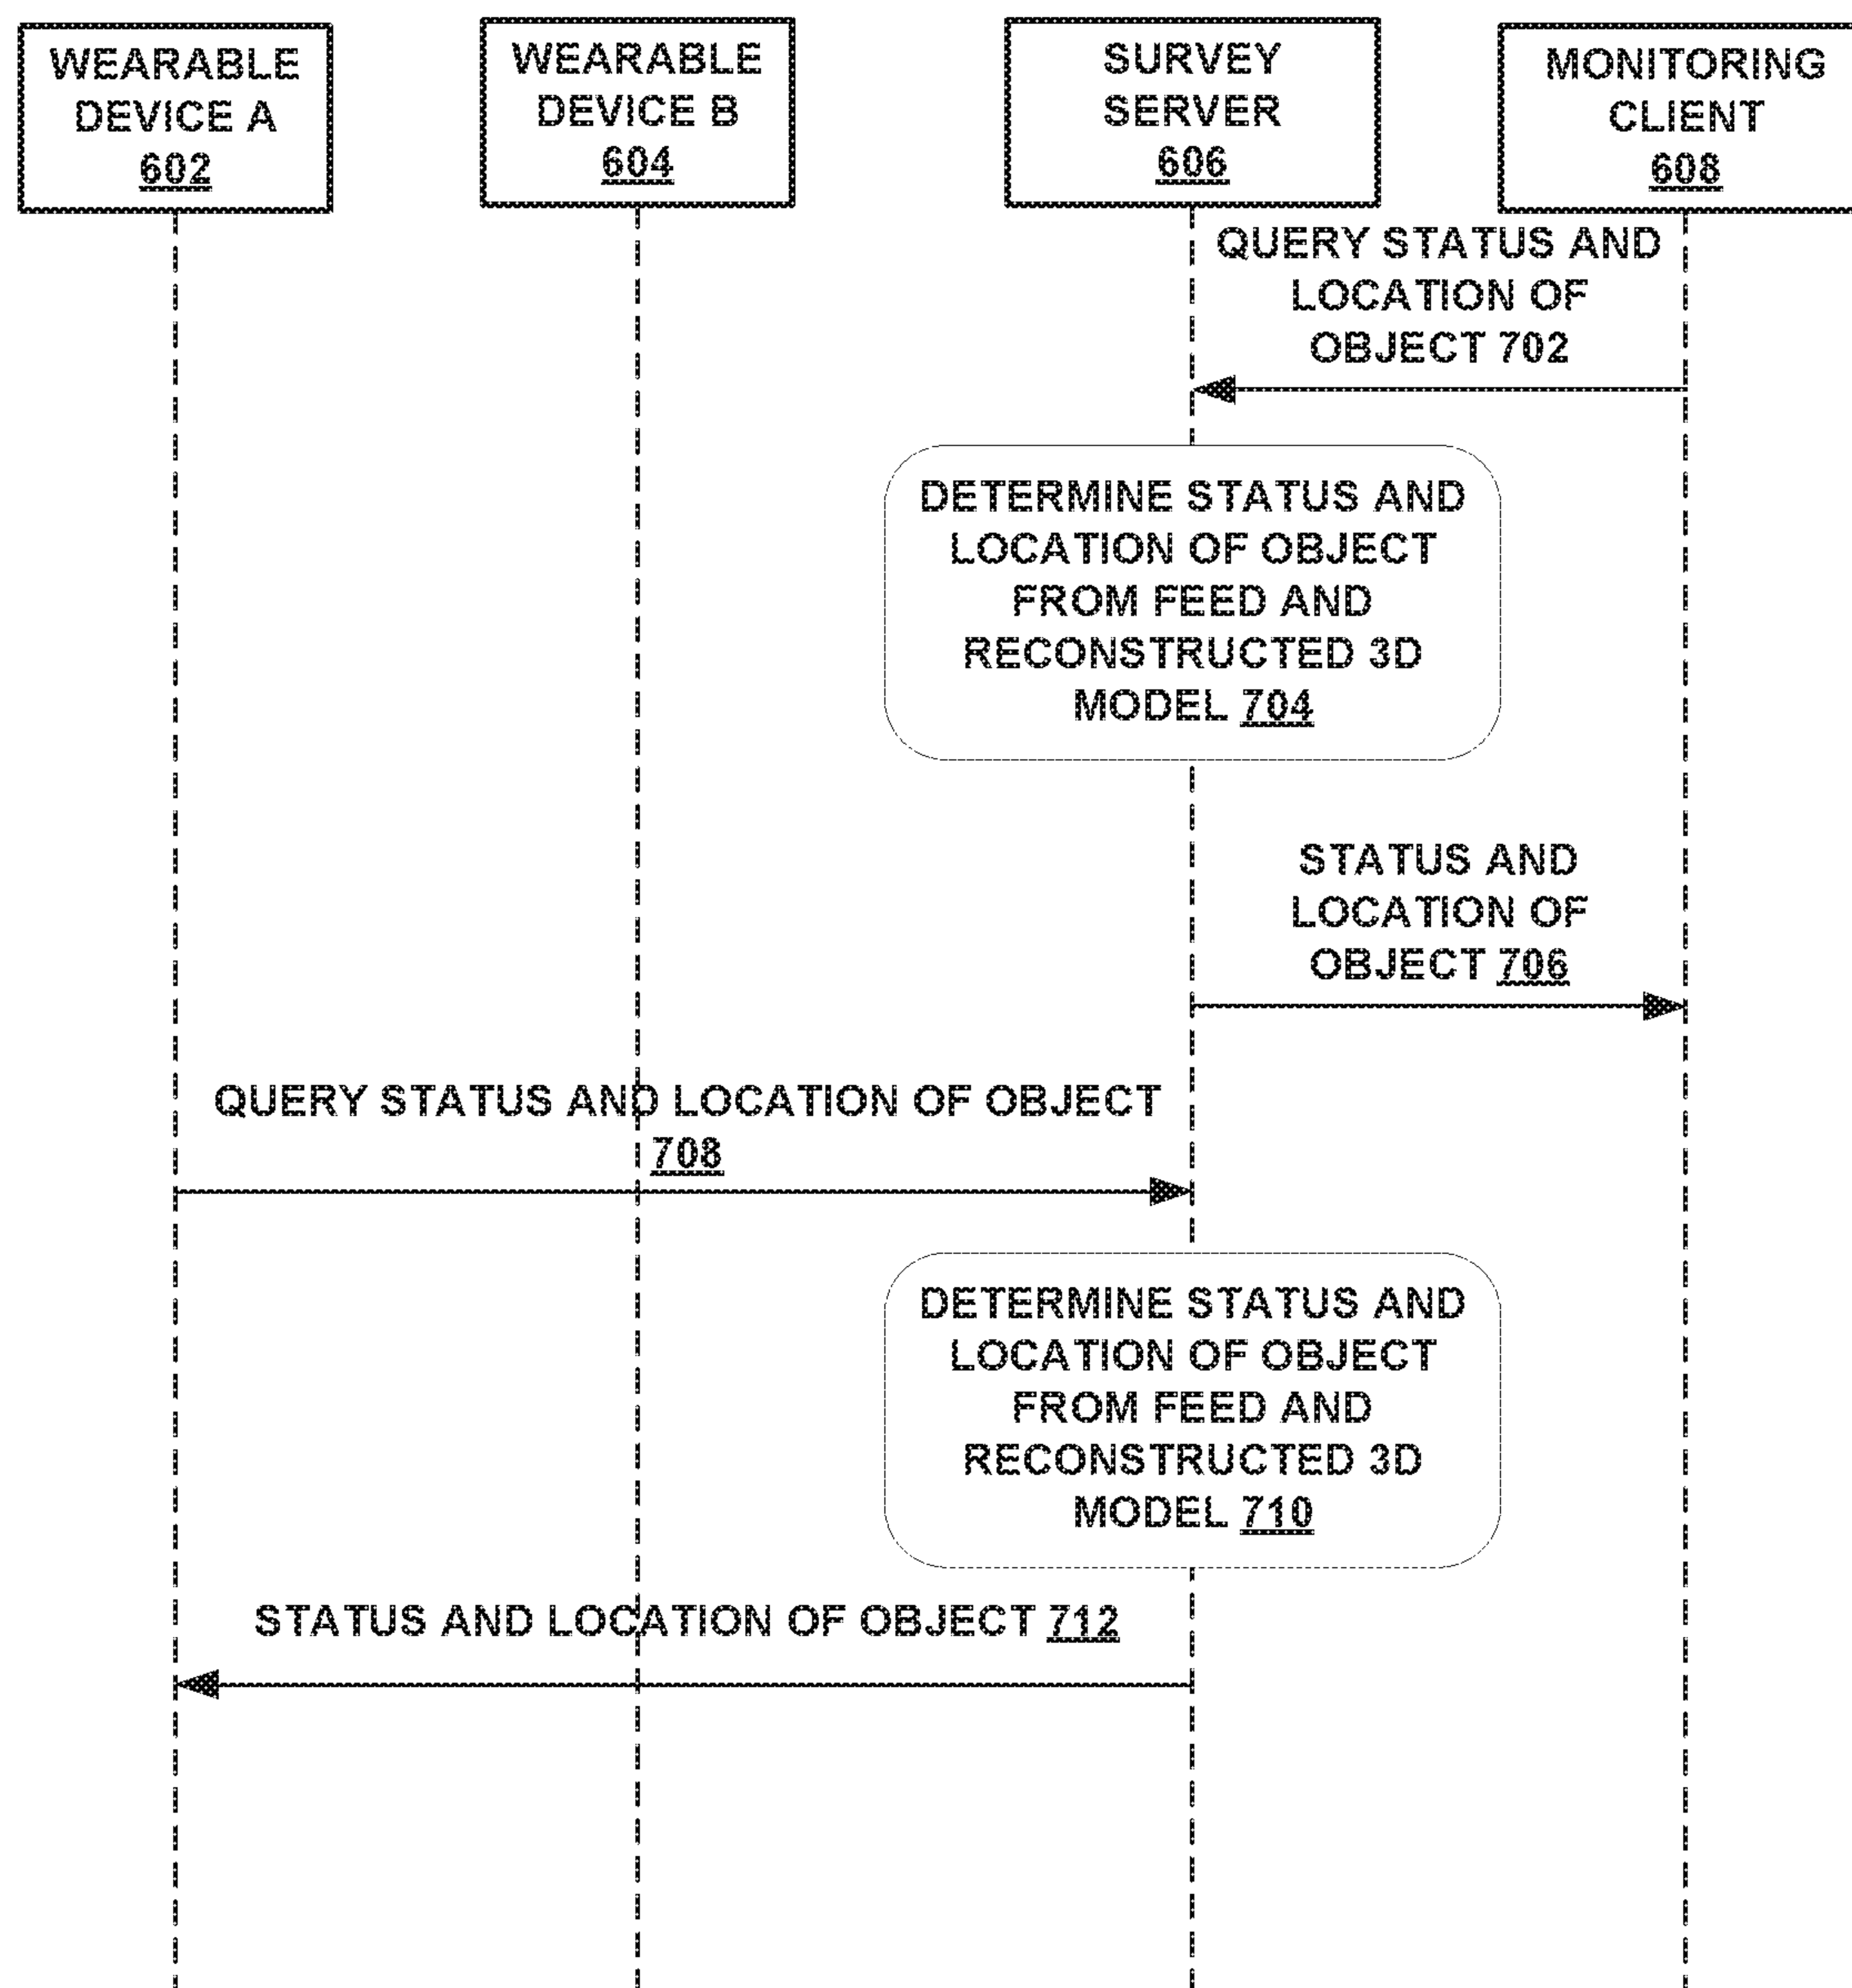 WEARABLE
DEVICE A
602
WEARABLE
DEVICE B
604
SURVEY
SERVER
606
MONITORING
CLIENT
608
QUERY STATUS AND
LOCATION OF
OBJECT 702
DETERMINE STATUS AND
LOCATION OF OBJECT
FROM FEED AND
RECONSTRUCTED 3D
MODEL 704
STATUS AND
LOCATION OF
OBJECT 706
QUERY STATUS AND LOCATION OF OBJECT
708
DETERMINE STATUS AND
LOCATION OF OBJECT
FROM FEED AND
RECONSTRUCTED 3D
MODEL 710
STATUS AND LOCATION OF OBJECT 712